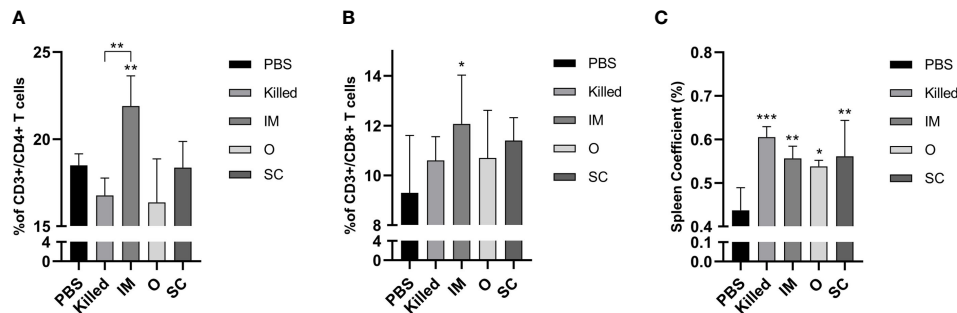 A
%of CD3+/CD4+ T cells
25
20
15
4
0
**
**
PBS
Killed
IM
O
SC
PBS
Killed
IM
O
SC
B
%of CD3+/CD8+ T cells
14
12
10
8
4
0
*
PBS
Killed
IM
O
SC
PBS
Killed
IM
O
SC
C
Spleen Coefficient (%)
0.8
0.7
0.6
0.5
0.4
0.1
0.0
***
**
*
**
PBS
Killed
IM
O
SC
PBS
Killed
IM
O
SC